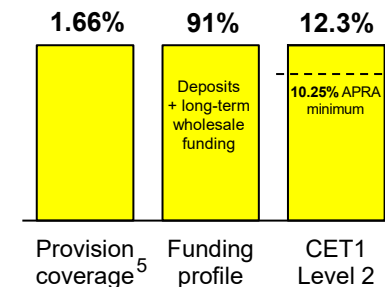 1.66% 91% 12.3%
Deposits
+ long-term
wholesale
funding
10.25% APRA
minimum
Provision
coverage5
Funding
profile
CET1
Level 2